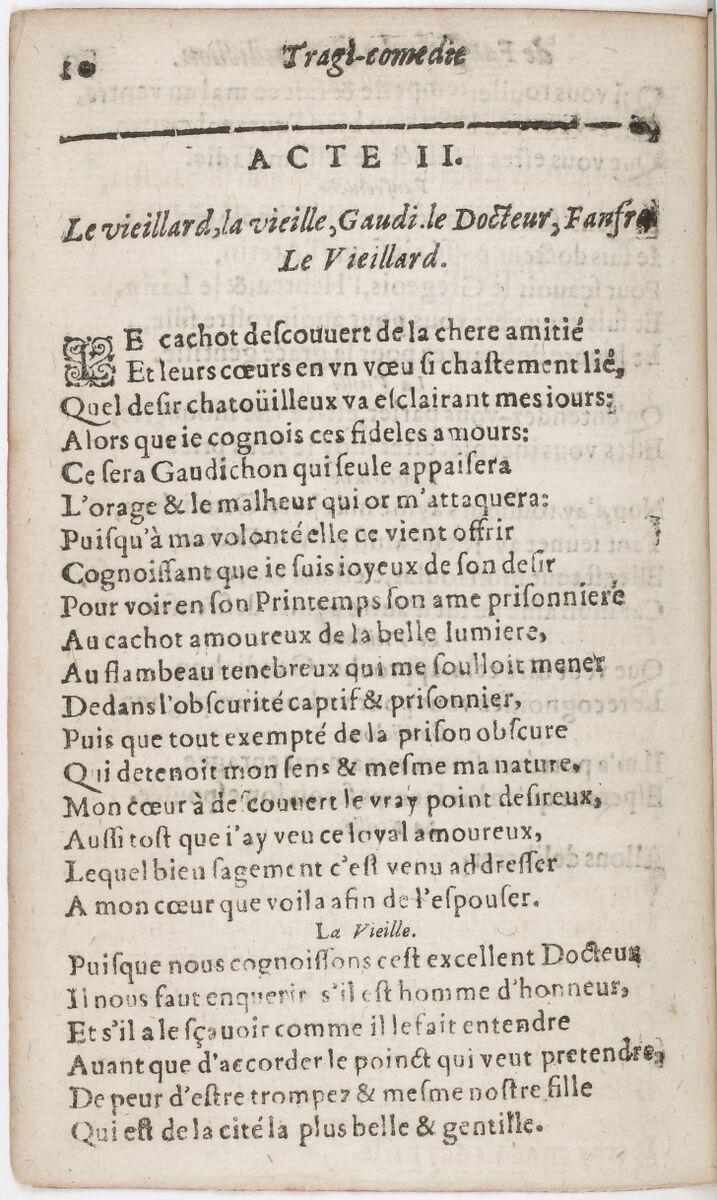 10 Tragi-comedie
ACTE II.
Le vieillard, la vieille, Gaudi. le Docteur, Fanfre
Le Vieillard.
LE cachot deſcouuert de la chere amitié
Et leurs cœurs en vn vœu ſi chaſtement lié,
Quel deſir chatoüilleux va eſclairant mes iours:
Alors que ie cognois ces fideles amours:
Ce ſera Gaudichon qui ſeule appaiſera
L'orage & le malheur qui or m'attaquera:
Puiſqu'à ma volonté elle ce vient offrir
Cognoiſſant que ie ſuis ioyeux de ſon deſir
Pour voir en ſon Printemps ſon ame priſonniere
Au cachot amoureux de la belle lumiere,
Au flambeau tenebreux qui me ſoulloit mener
Dedans l'obſcurité captif & priſonnier,
Puis que tout exempté de la priſon obſcure
Qui detenoit mon ſens & meſme ma nature,
Mon cœur à deſcouuert le vray point deſireux,
Auſſi toſt que i'ay veu ce loyal amoureux,
Lequel bien ſagement c'eſt venu addreſſer
A mon cœur que voila afin de l'eſpouſer.
La Vieille.
Puiſque nous cognoiſſons ceſt excellent Docteur
Il nous faut enquerir s'il eſt homme d'honneur,
Et s'il a le ſçauoir comme il le fait entendre
Auant que d'accorder le poinct qui veut pretendre,
De peur d'eſtre trompez & meſme noſtre fille
Qui eſt de la cité la plus belle & gentille.